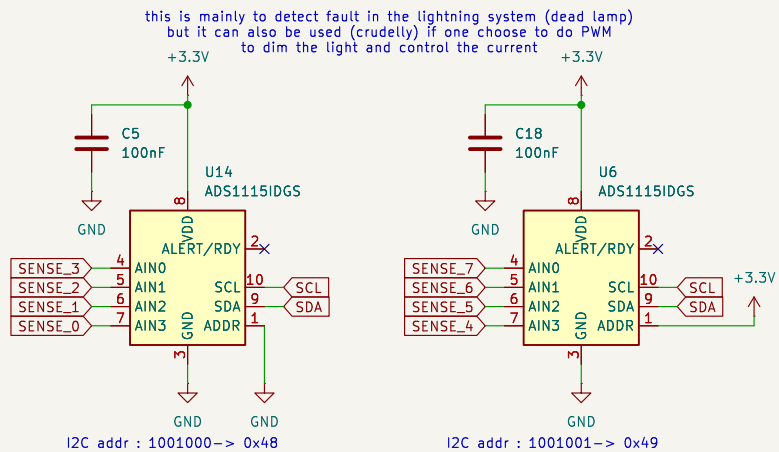 this is mainly to detect fault in the lightning system (dead lamp)
but it can also be used (crudelly) if one choose to do PWM
to dim the light and control the current
+3.3V
C5
100nF
GND
U14
ADS1115IDGS
8
VDD
ALERT/RDY
2
SENSE_3
4
AIN0
SENSE_2
5
AIN1
SCL
10
SCL
SENSE_1
6
AIN2
SDA
9
SDA
SENSE_0
7
AIN3
GND
ADDR
1
3
GND
GND
I2C addr : 1001000-> 0x48
+3.3V
C18
100nF
GND
U6
ADS1115IDGS
8
VDD
ALERT/RDY
2
SENSE_7
4
AIN0
SENSE_6
5
AIN1
SCL
10
SCL
SENSE_5
6
AIN2
SDA
9
SDA
SENSE_4
7
AIN3
GND
ADDR
1
+3.3V
3
GND
I2C addr : 1001001-> 0x49